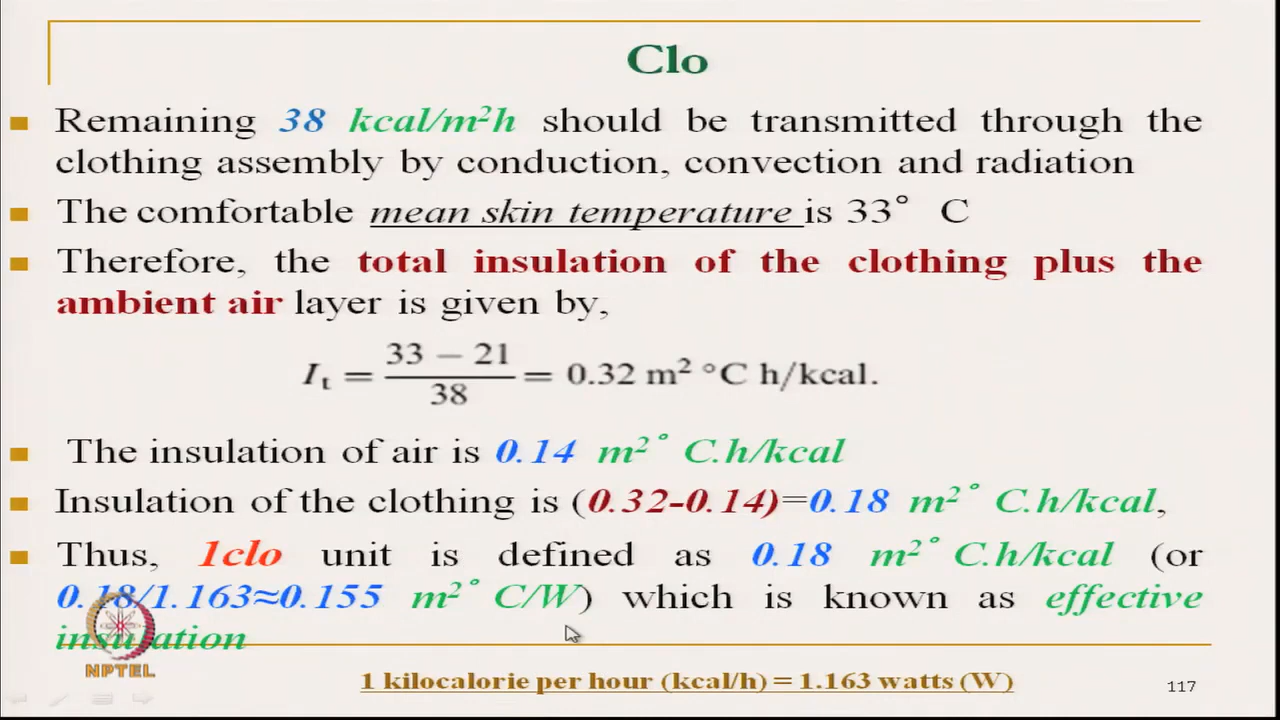 Clo
Remaining 38 kcal/m²h should be transmitted through the
clothing assembly by conduction, convection and radiation
The comfortable mean skin temperature is 33° C
Therefore, the total insulation of the clothing plus the
ambient air layer is given by,
I_t = (33 − 21)/38 = 0.32 m² °C h/kcal.
The insulation of air is 0.14 m²° C.h/kcal
Insulation of the clothing is (0.32-0.14)=0.18 m²° C.h/kcal,
Thus, 1clo unit is defined as 0.18 m²° C.h/kcal (or
0.18/1.163≈0.155 m²° C/W) which is known as effective
insulation
NPTEL
1 kilocalorie per hour (kcal/h) = 1.163 watts (W)
117